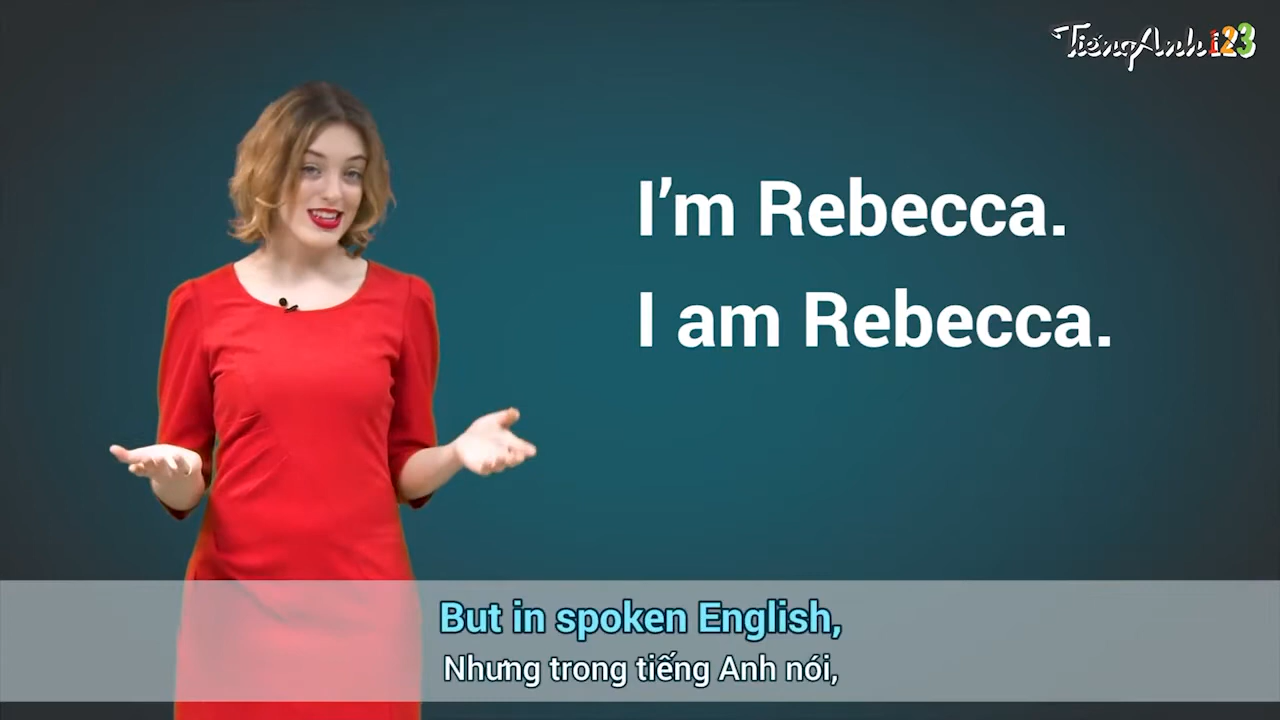 TiếngAnh123
I'm Rebecca.
I am Rebecca.
But in spoken English,
Nhưng trong tiếng Anh nói,